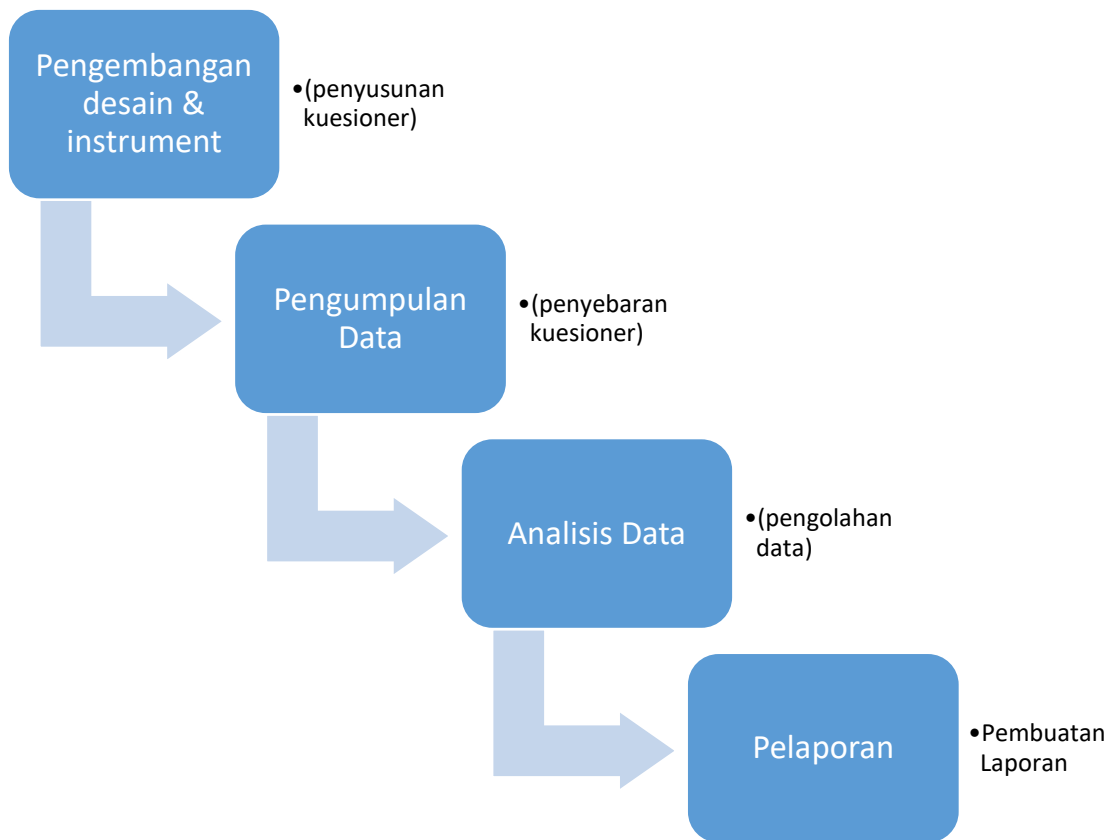 Pengembangan
desain &
instrument
•(penyusunan
kuesioner)
Pengumpulan
Data
•(penyebaran
kuesioner)
Analisis Data
•(pengolahan
data)
Pelaporan
•Pembuatan
Laporan